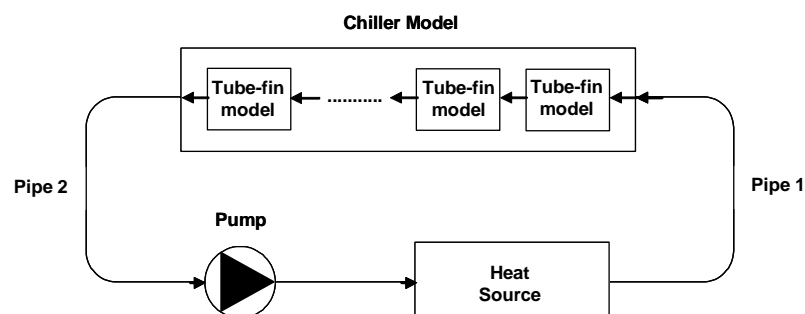 Chiller Model
Tube-fin
model
..........
Tube-fin
model
Tube-fin
model
Pipe 2
Pipe 1
Pump
Heat
Source